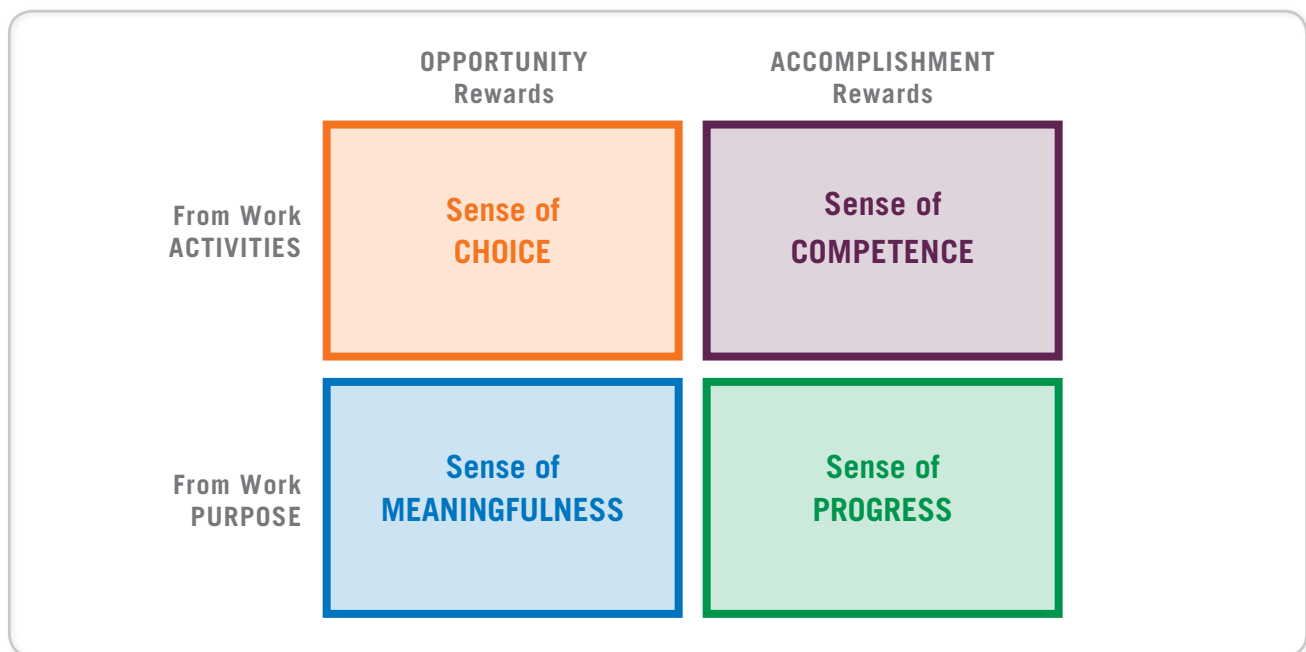 OPPORTUNITY
Rewards
ACCOMPLISHMENT
Rewards
From Work
ACTIVITIES
Sense of
CHOICE
Sense of
COMPETENCE
From Work
PURPOSE
Sense of
MEANINGFULNESS
Sense of
PROGRESS